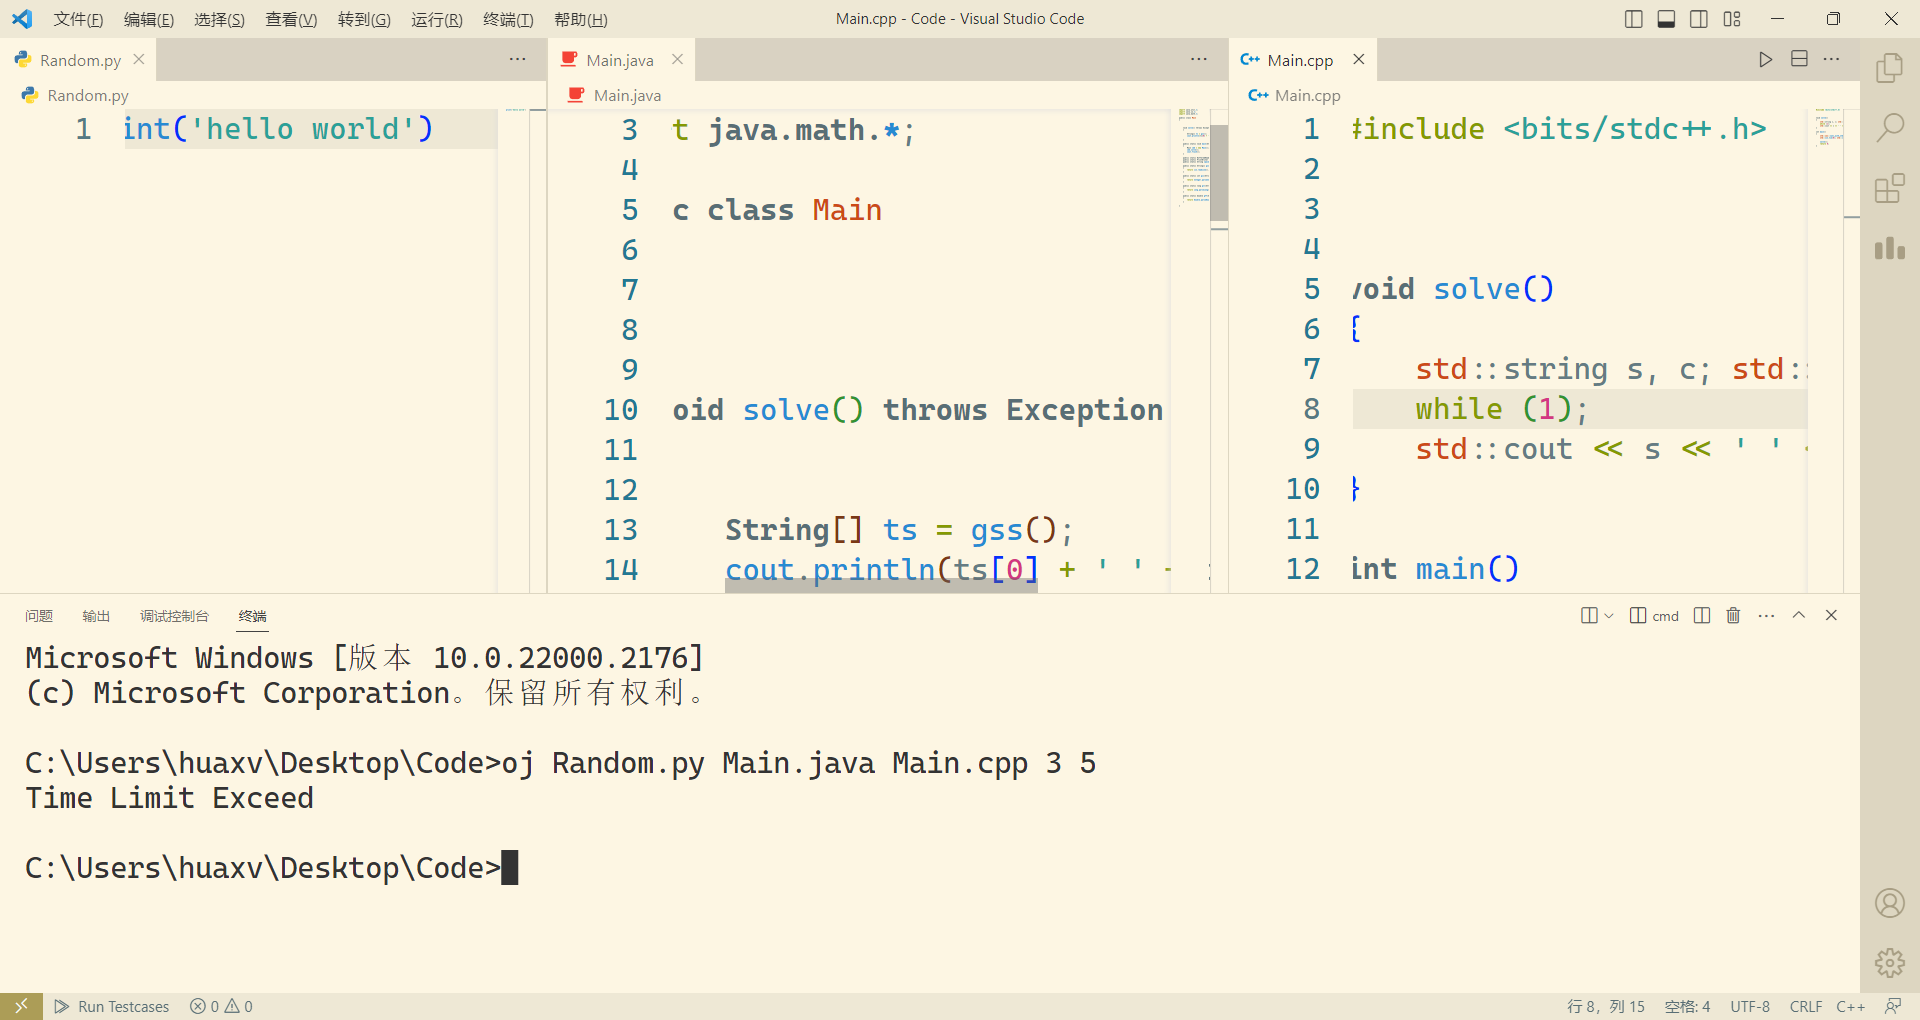 文件(F) 编辑(E) 选择(S) 查看(V) 转到(G) 运行(R) 终端(T) 帮助(H) Main.cpp - Code - Visual Studio Code
Random.py
Random.py
1 int('hello world')
Main.java
Main.java
3 t java.math.*;
4
5 c class Main
6
7
8
9
10 oid solve() throws Exception
11
12
13 String[] ts = gss();
14 cout.println(ts[0] + ' ' -
Main.cpp
Main.cpp
1 #include <bits/stdc++.h>
2
3
4
5 void solve()
6 {
7 std::string s, c; std::
8 while (1);
9 std::cout << s << ' '
10 }
11
12 int main()
问题 输出 调试控制台 终端 cmd
Microsoft Windows [版本 10.0.22000.2176]
(c) Microsoft Corporation。保留所有权利。
C:\Users\huaxv\Desktop\Code>oj Random.py Main.java Main.cpp 3 5
Time Limit Exceed
C:\Users\huaxv\Desktop\Code>
Run Testcases 0 0 行 8，列 15 空格: 4 UTF-8 CRLF C++